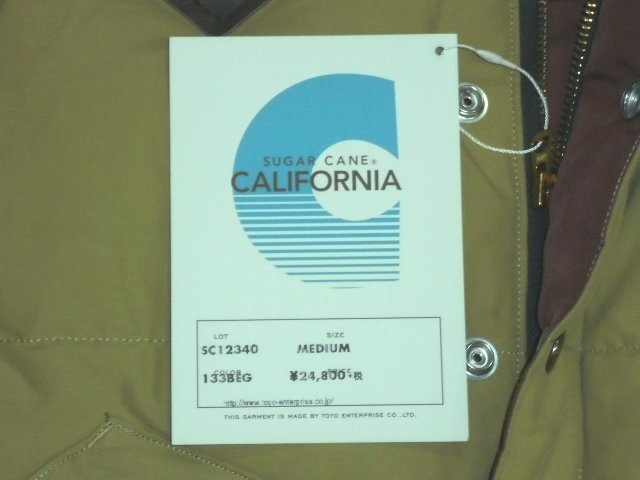 SUGAR CANE®
CALIFORNIA
LOT SIZE
SC12340 MEDIUM
COLOR PRICE
133BEG ¥24,800+税
http://www.toyo-enterprise.co.jp/
THIS GARMENT IS MADE BY TOYO ENTERPRISE CO., LTD.